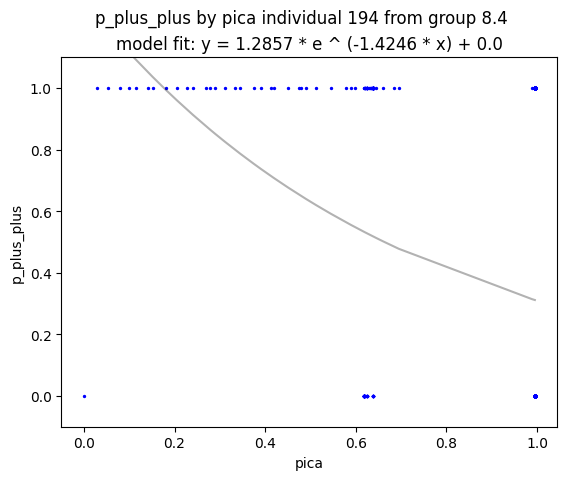 p_plus_plus by pica individual 194 from group 8.4
model fit: y = 1.2857 * e ^ (-1.4246 * x) + 0.0
1.0
0.8
0.6
0.4
0.2
0.0
p_plus_plus
0.0 0.2 0.4 0.6 0.8 1.0
pica